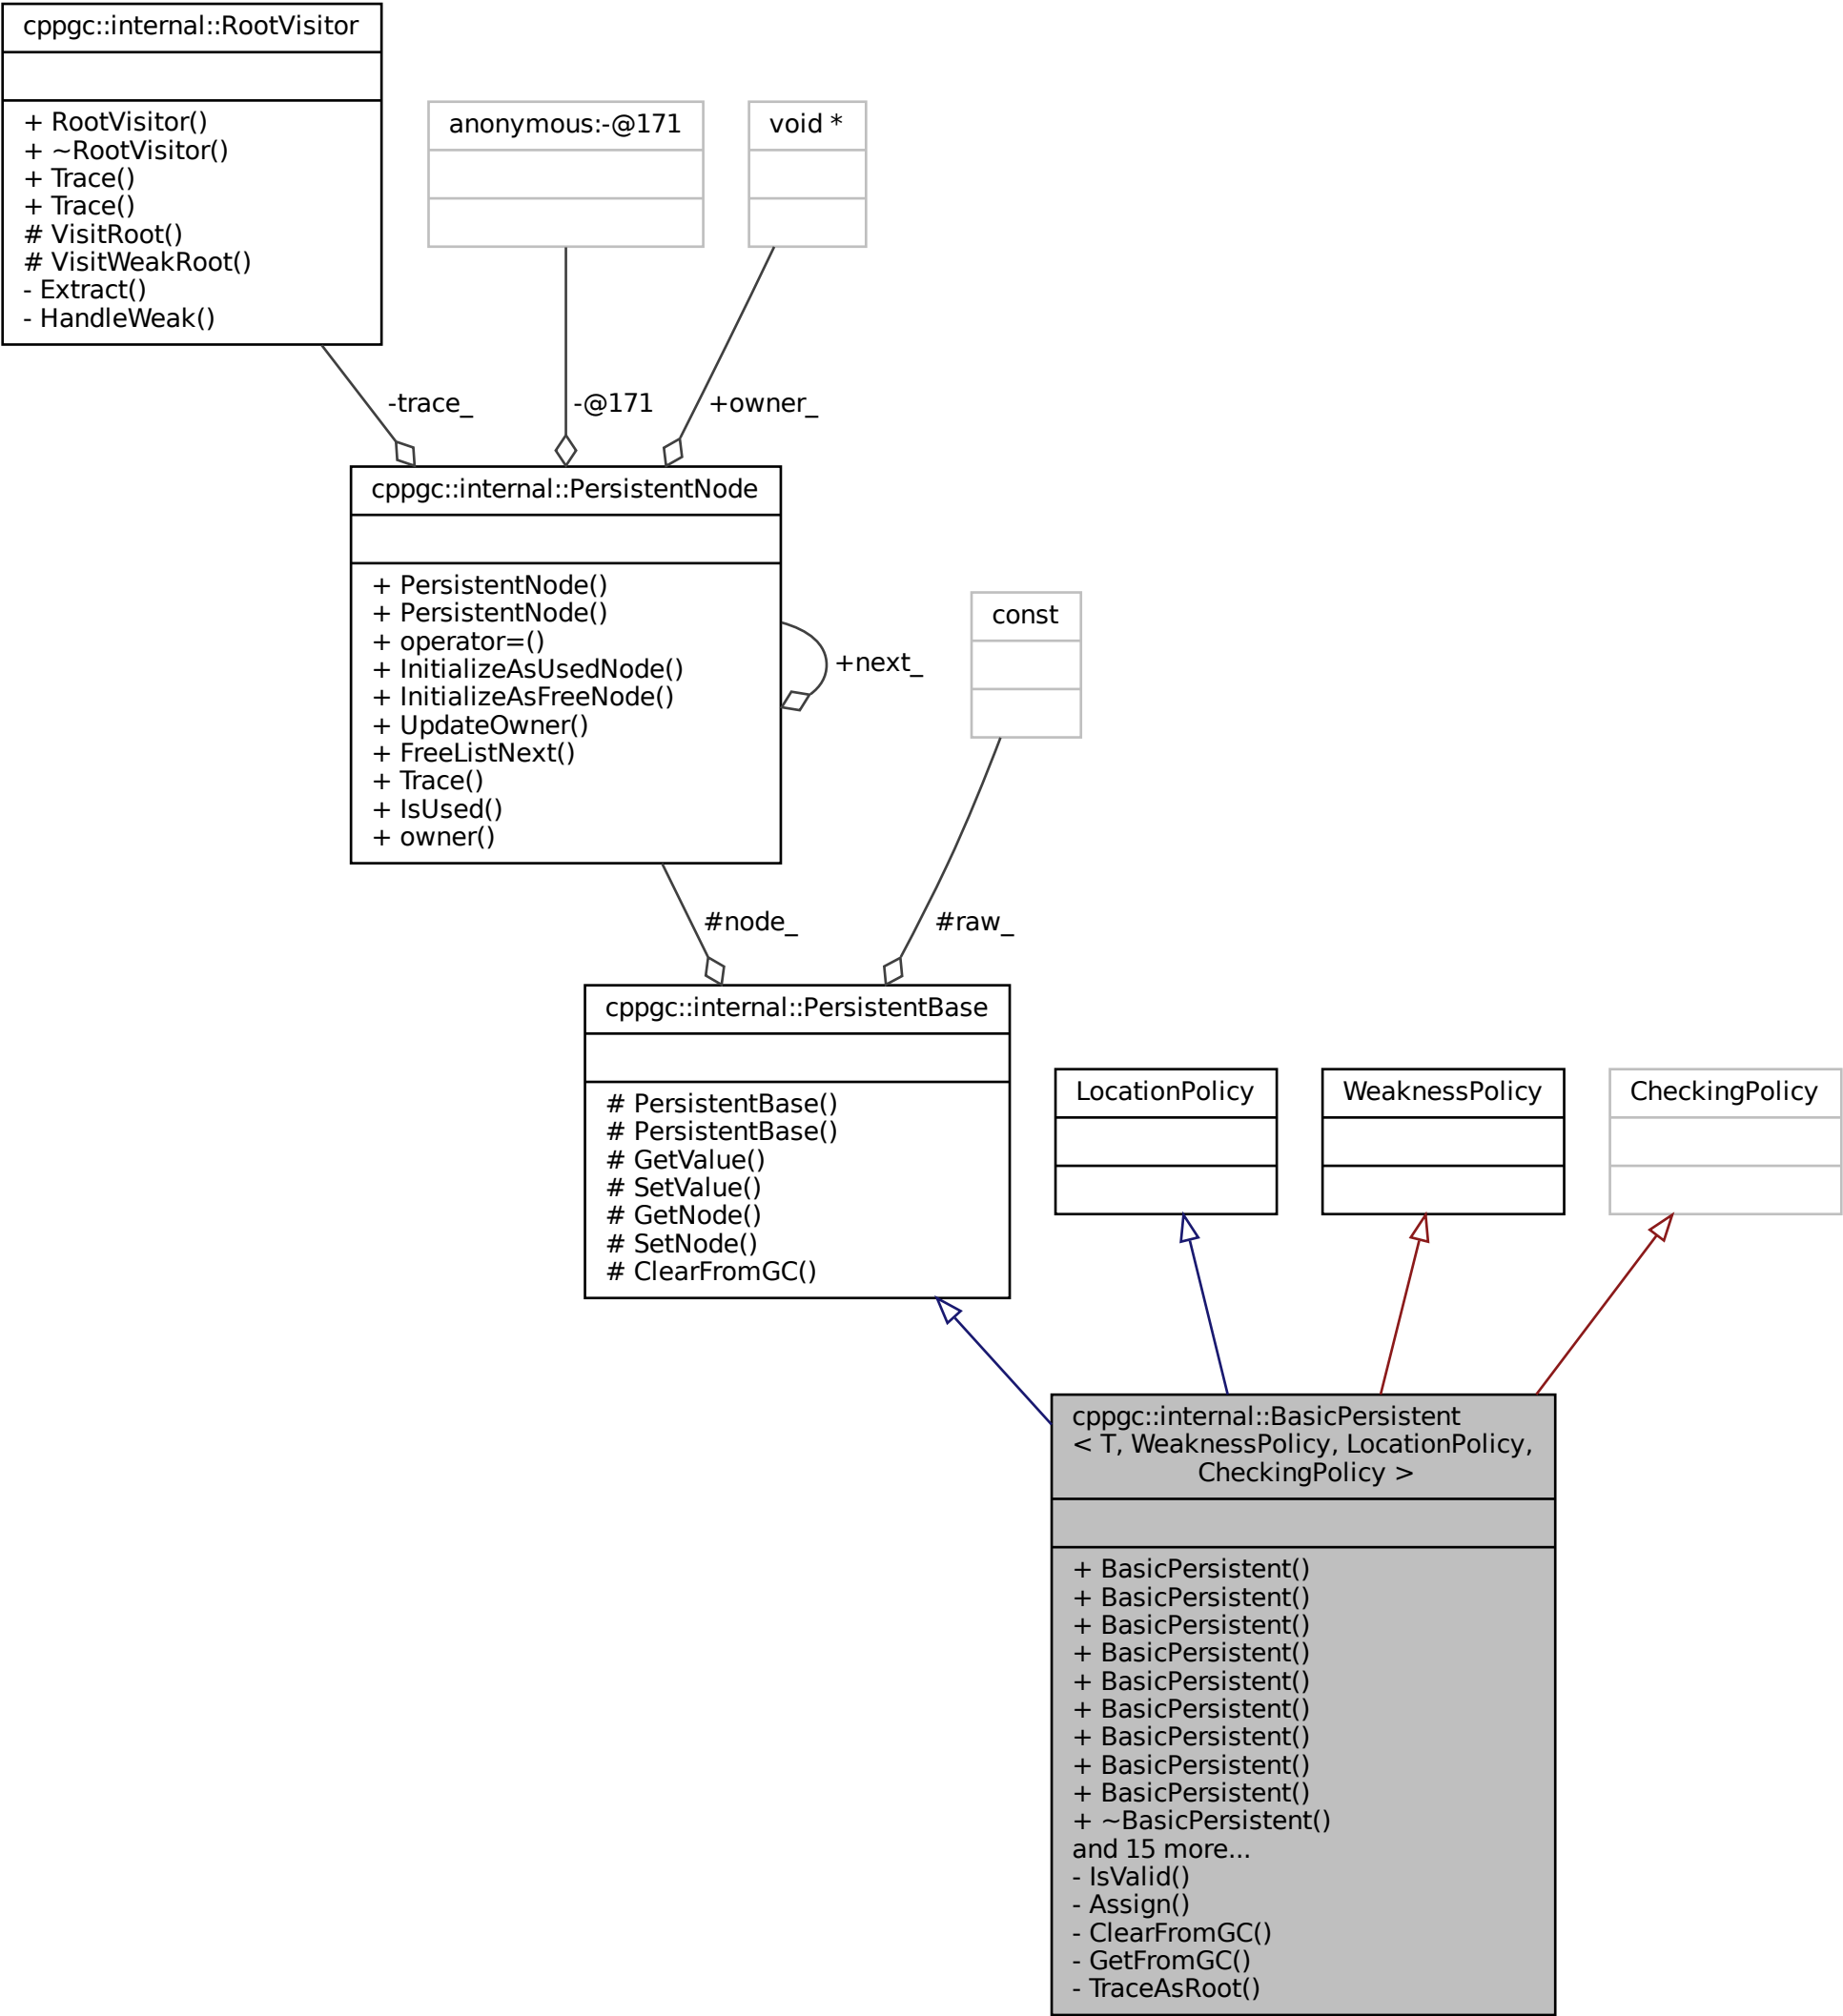 cppgc::internal::RootVisitor
+ RootVisitor()
+ ~RootVisitor()
+ Trace()
+ Trace()
# VisitRoot()
# VisitWeakRoot()
- Extract()
- HandleWeak()
anonymous:-@171
void *
-trace_
-@171
+owner_
cppgc::internal::PersistentNode
+ PersistentNode()
+ PersistentNode()
+ operator=()
+ InitializeAsUsedNode()
+ InitializeAsFreeNode()
+ UpdateOwner()
+ FreeListNext()
+ Trace()
+ IsUsed()
+ owner()
+next_
const
#node_
#raw_
cppgc::internal::PersistentBase
# PersistentBase()
# PersistentBase()
# GetValue()
# SetValue()
# GetNode()
# SetNode()
# ClearFromGC()
LocationPolicy
WeaknessPolicy
CheckingPolicy
cppgc::internal::BasicPersistent
< T, WeaknessPolicy, LocationPolicy,
CheckingPolicy >
+ BasicPersistent()
+ BasicPersistent()
+ BasicPersistent()
+ BasicPersistent()
+ BasicPersistent()
+ BasicPersistent()
+ BasicPersistent()
+ BasicPersistent()
+ BasicPersistent()
+ ~BasicPersistent()
and 15 more...
- IsValid()
- Assign()
- ClearFromGC()
- GetFromGC()
- TraceAsRoot()